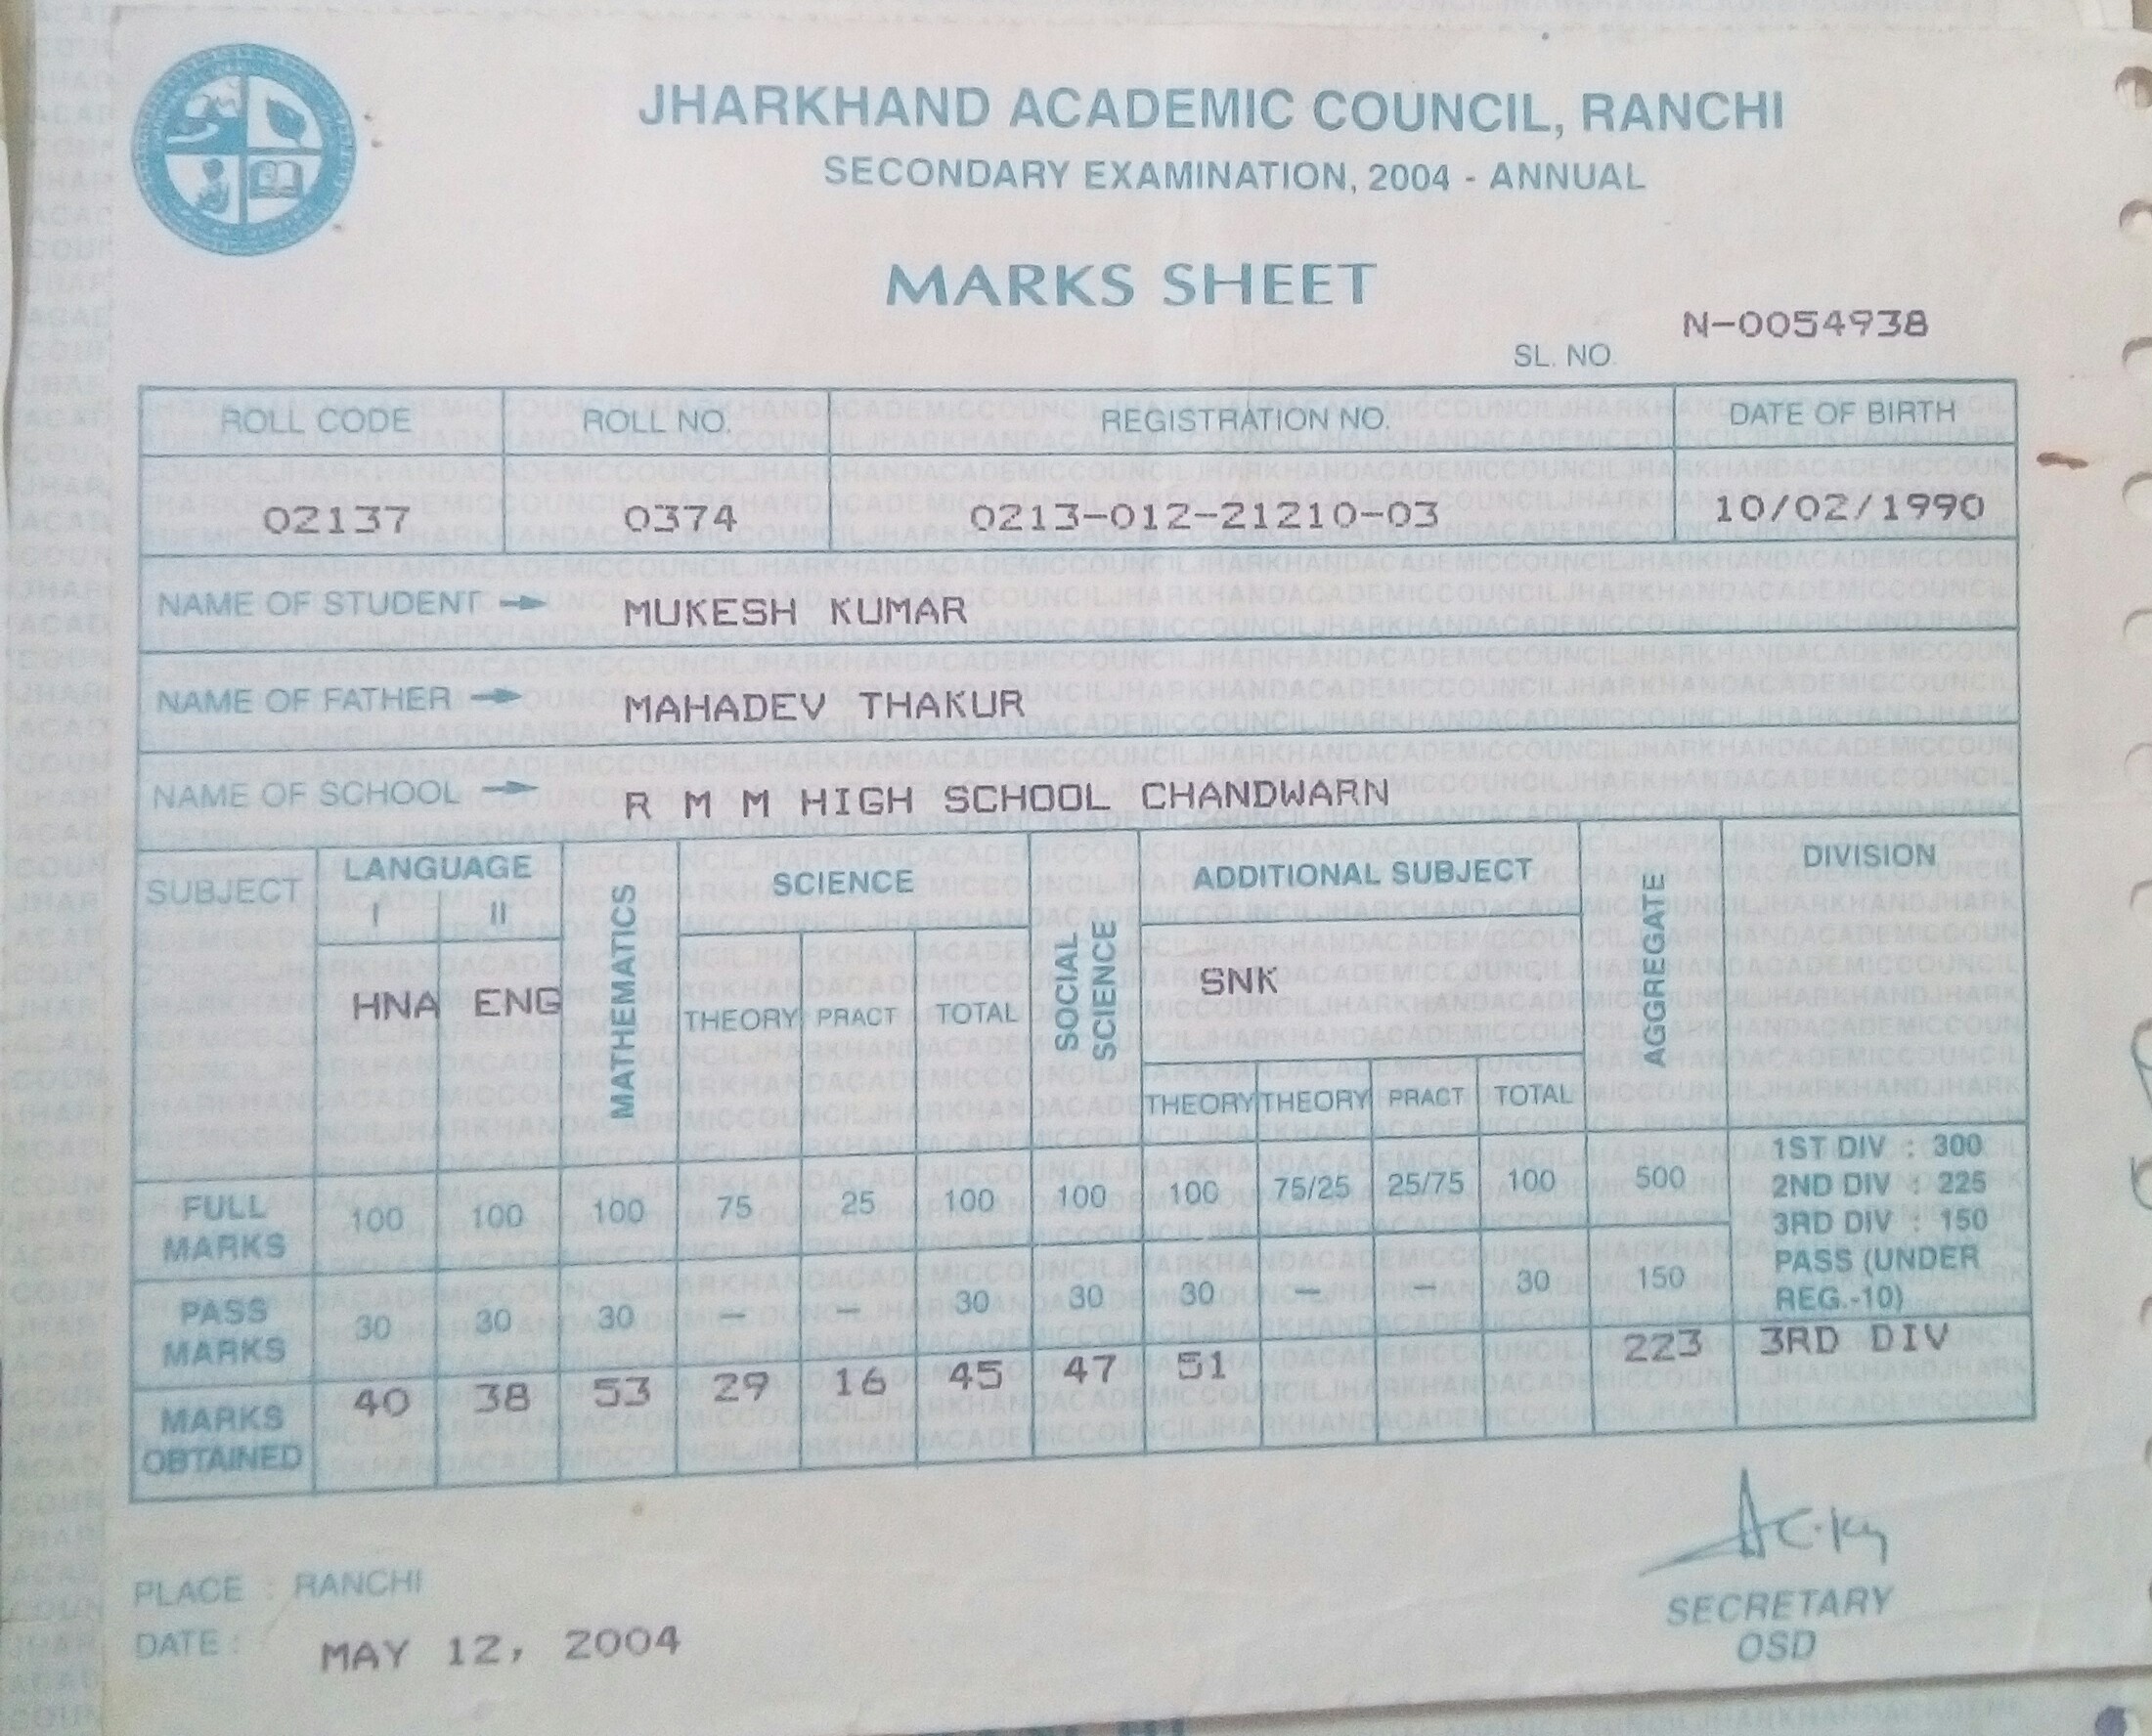 JHARKHAND ACADEMIC COUNCIL, RANCHI
SECONDARY EXAMINATION, 2004 - ANNUAL
MARKS SHEET
SL. NO. N-0054938
ROLL CODE ROLL NO. REGISTRATION NO. DATE OF BIRTH
02137 0374 0213-012-21210-03 10/02/1990
NAME OF STUDENT → MUKESH KUMAR
NAME OF FATHER → MAHADEV THAKUR
NAME OF SCHOOL → R M M HIGH SCHOOL CHANDWARN
SUBJECT LANGUAGE MATHEMATICS SCIENCE SOCIAL SCIENCE ADDITIONAL SUBJECT AGGREGATE DIVISION
I II
HNA ENG THEORY PRACT TOTAL SNK
THEORY THEORY PRACT TOTAL
FULL MARKS 100 100 100 75 25 100 100 100 75/25 25/75 100 500
1ST DIV : 300
2ND DIV : 225
3RD DIV : 150
PASS (UNDER
REG.-10)
PASS MARKS 30 30 30 — — 30 30 30 — — 30 150
MARKS OBTAINED 40 38 53 29 16 45 47 51 223 3RD DIV
PLACE : RANCHI
DATE : MAY 12, 2004
SECRETARY
OSD